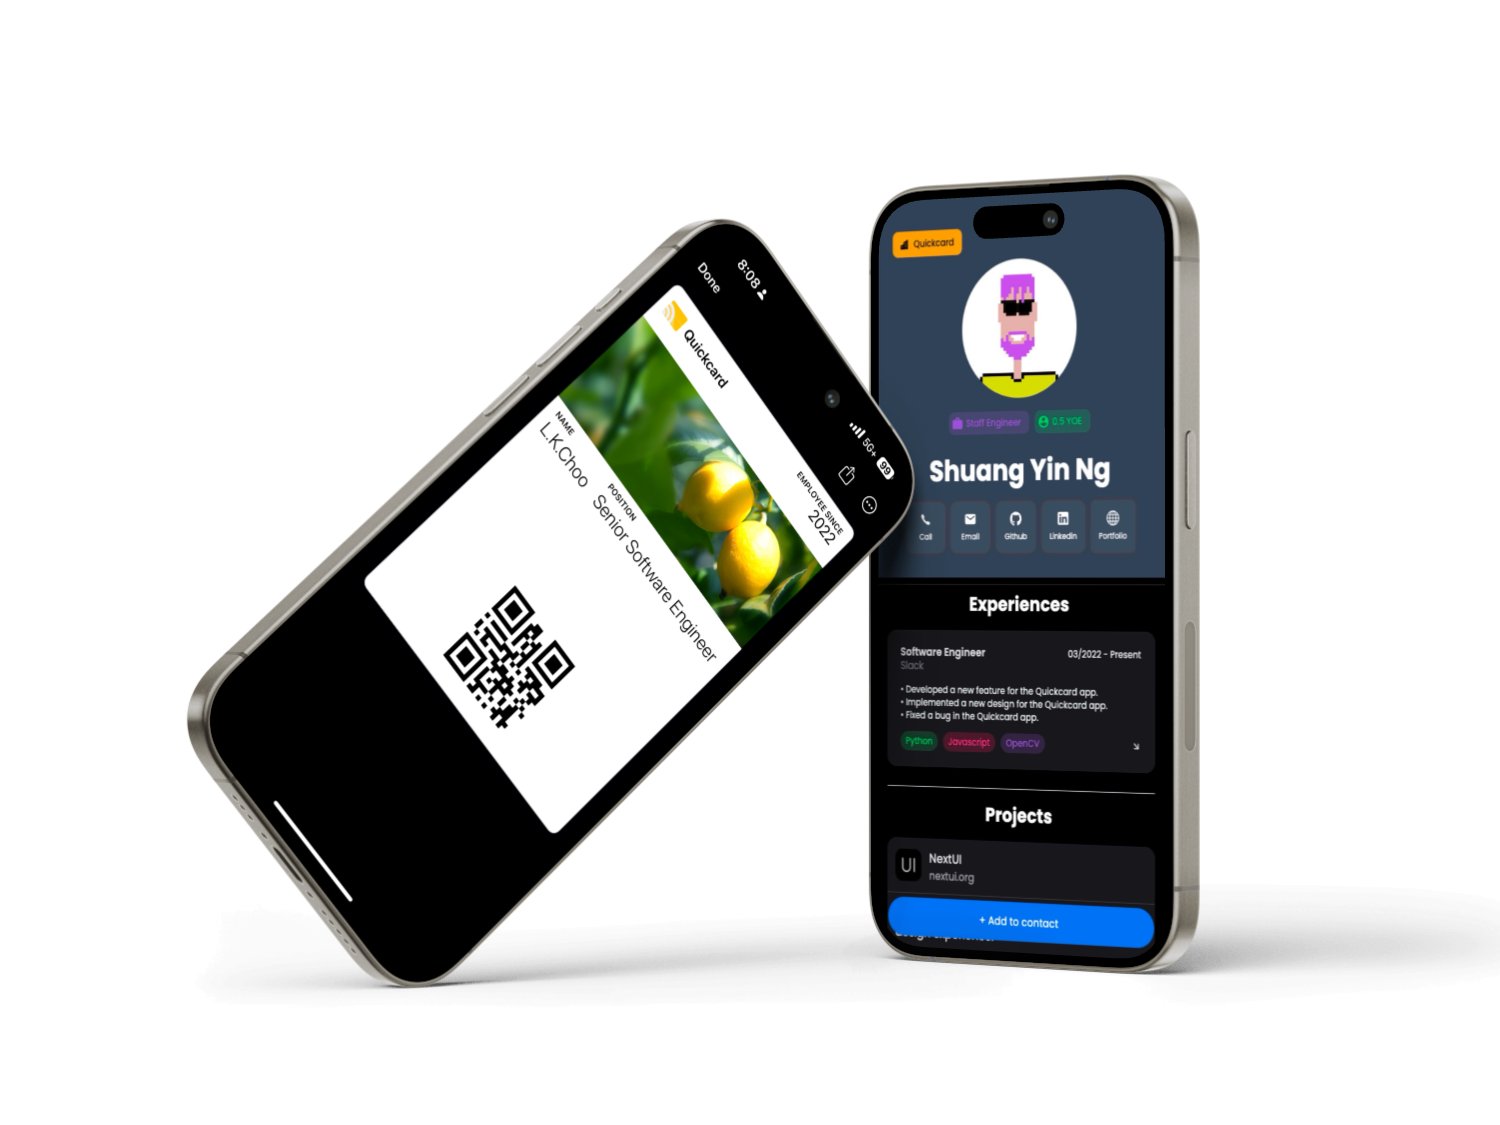 8:08
5G+
99
Done
Quickcard
EMPLOYEE SINCE
2022
NAME
L.K.Choo
POSITION
Senior Software Engineer
Quickcard
Staff Engineer
0.5 YOE
Shuang Yin Ng
Call
Email
Github
Linkedin
Portfolio
Experiences
Software Engineer
03/2022 - Present
Slack
• Developed a new feature for the Quickcard app.
• Implemented a new design for the Quickcard app.
• Fixed a bug in the Quickcard app.
Python
Javascript
OpenCV
Projects
UI
NextUI
nextui.org
+ Add to contact